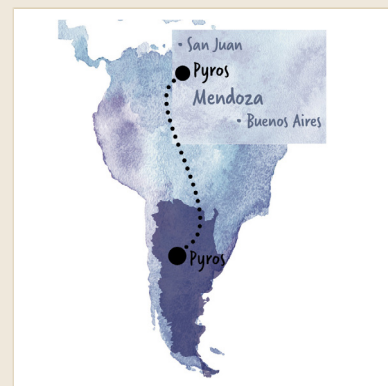 San Juan
Pyros
Mendoza
Buenos Aires
Pyros